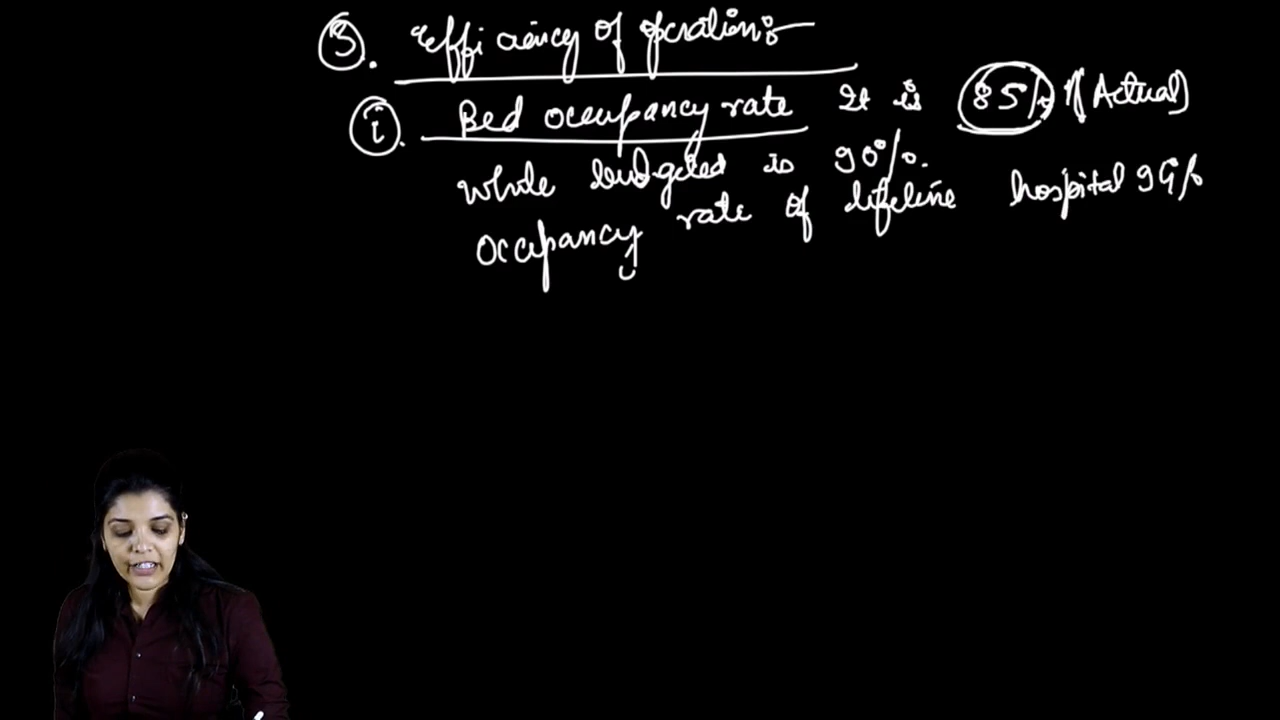 3. Efficiency of operations
i. Bed occupancy rate It is 85% (Actual)
while budgeted is 90%.
occupancy rate of lifeline hospital 99%